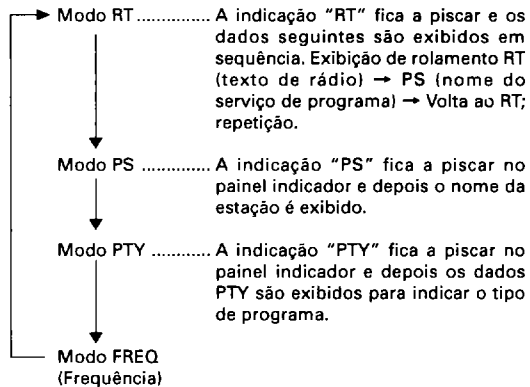 Modo RT .............. A indicação "RT" fica a piscar e os
dados seguintes são exibidos em
sequência. Exibição de rolamento RT
(texto de rádio) → PS (nome do
serviço de programa) → Volta ao RT;
repetição.
Modo PS .............. A indicação "PS" fica a piscar no
painel indicador e depois o nome da
estação é exibido.
Modo PTY ............ A indicação "PTY" fica a piscar no
painel indicador e depois os dados
PTY são exibidos para indicar o tipo
de programa.
Modo FREQ
(Frequência)